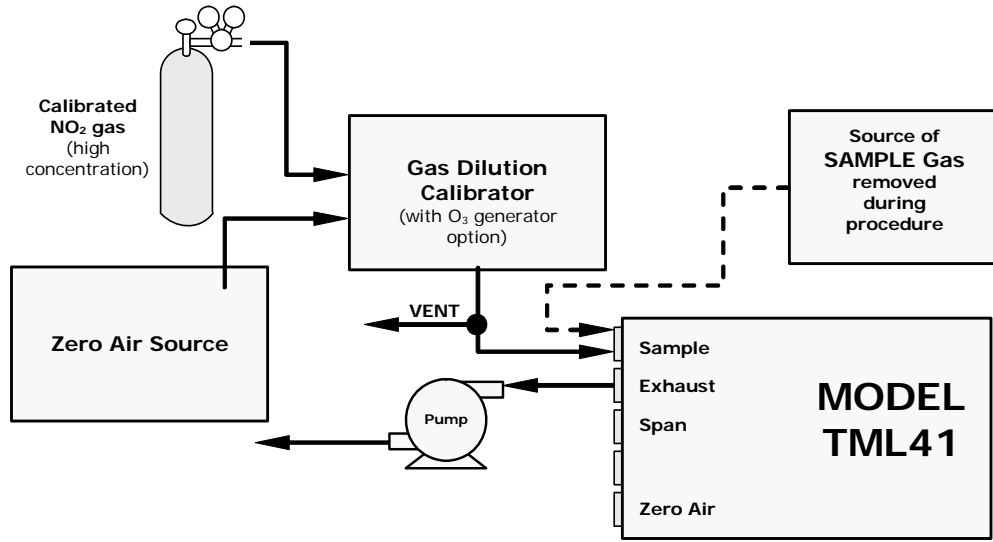 Calibrated
NO₂ gas
(high
concentration)
Gas Dilution
Calibrator
(with O₃ generator
option)
Source of
SAMPLE Gas
removed
during
procedure
Zero Air Source
VENT
Pump
Sample
Exhaust
Span
Zero Air
MODEL
TML41